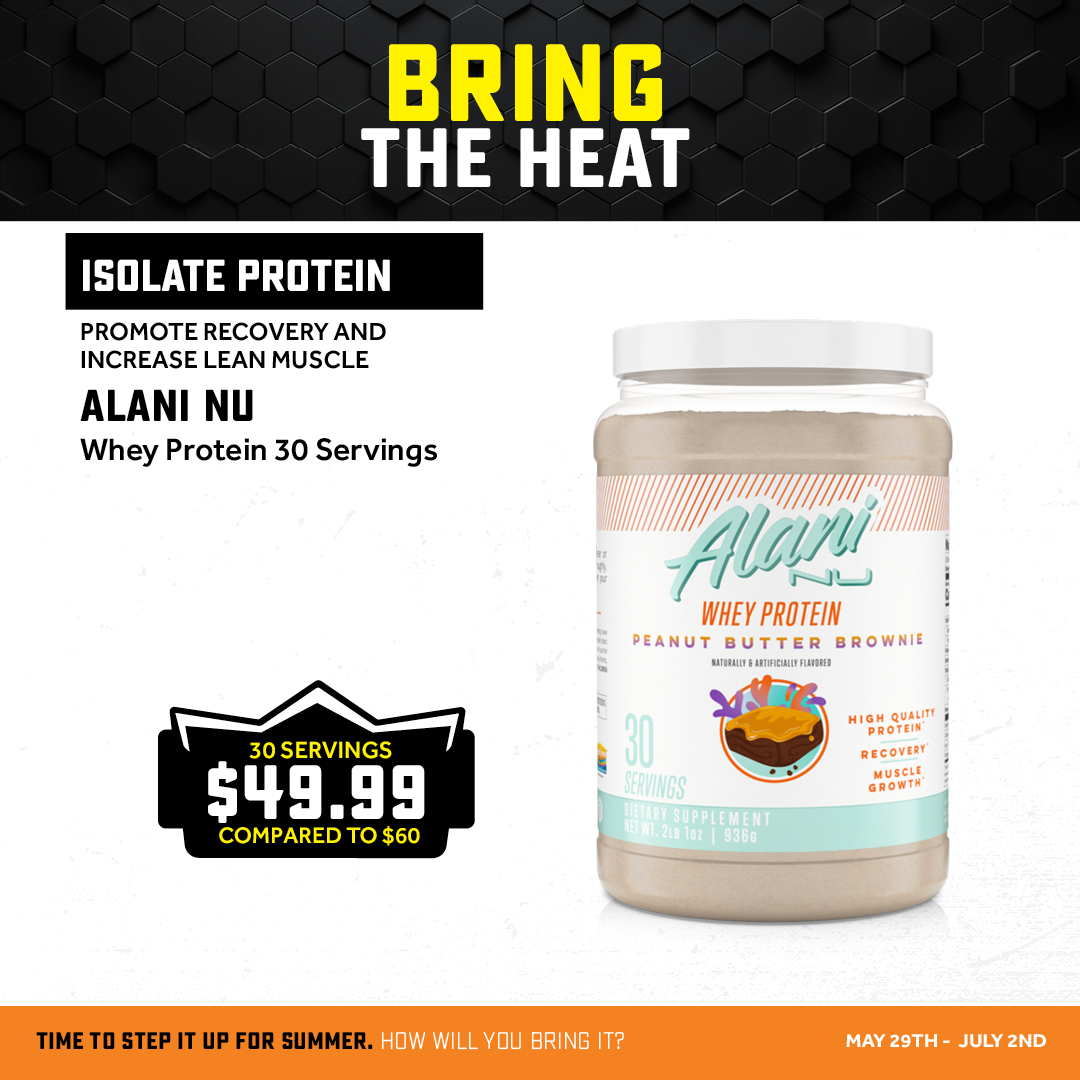 BRING
THE HEAT
ISOLATE PROTEIN
PROMOTE RECOVERY AND
INCREASE LEAN MUSCLE
ALANI NU
Whey Protein 30 Servings
Alani
NU
WHEY PROTEIN
PEANUT BUTTER BROWNIE
NATURALLY & ARTIFICIALLY FLAVORED
30
SERVINGS
HIGH QUALITY
PROTEIN*
RECOVERY*
MUSCLE
GROWTH*
DIETARY SUPPLEMENT
NET WT. 2LB 1OZ | 936G
30 SERVINGS
$49.99
COMPARED TO $60
TIME TO STEP IT UP FOR SUMMER. HOW WILL YOU BRING IT?
MAY 29TH - JULY 2ND